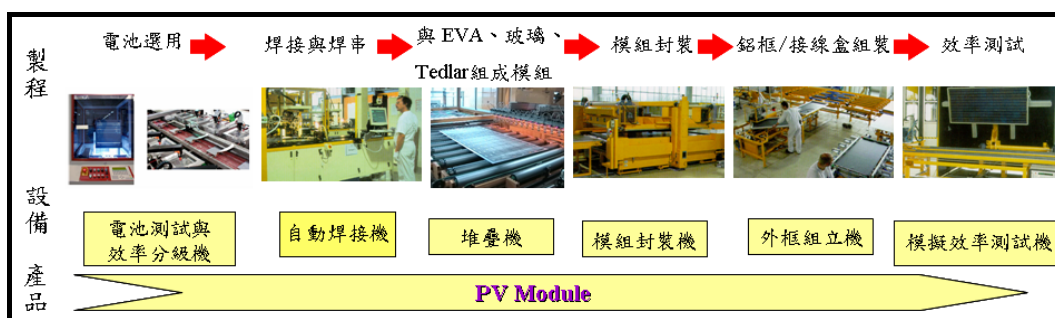 製程
電池選用
焊接與焊串
與 EVA、玻璃、
Tedlar組成模組
模組封裝
鋁框/接線盒組裝
效率測試
設備
電池測試與
效率分級機
自動焊接機
堆疊機
模組封裝機
外框組立機
模擬效率測試機
產品
PV Module